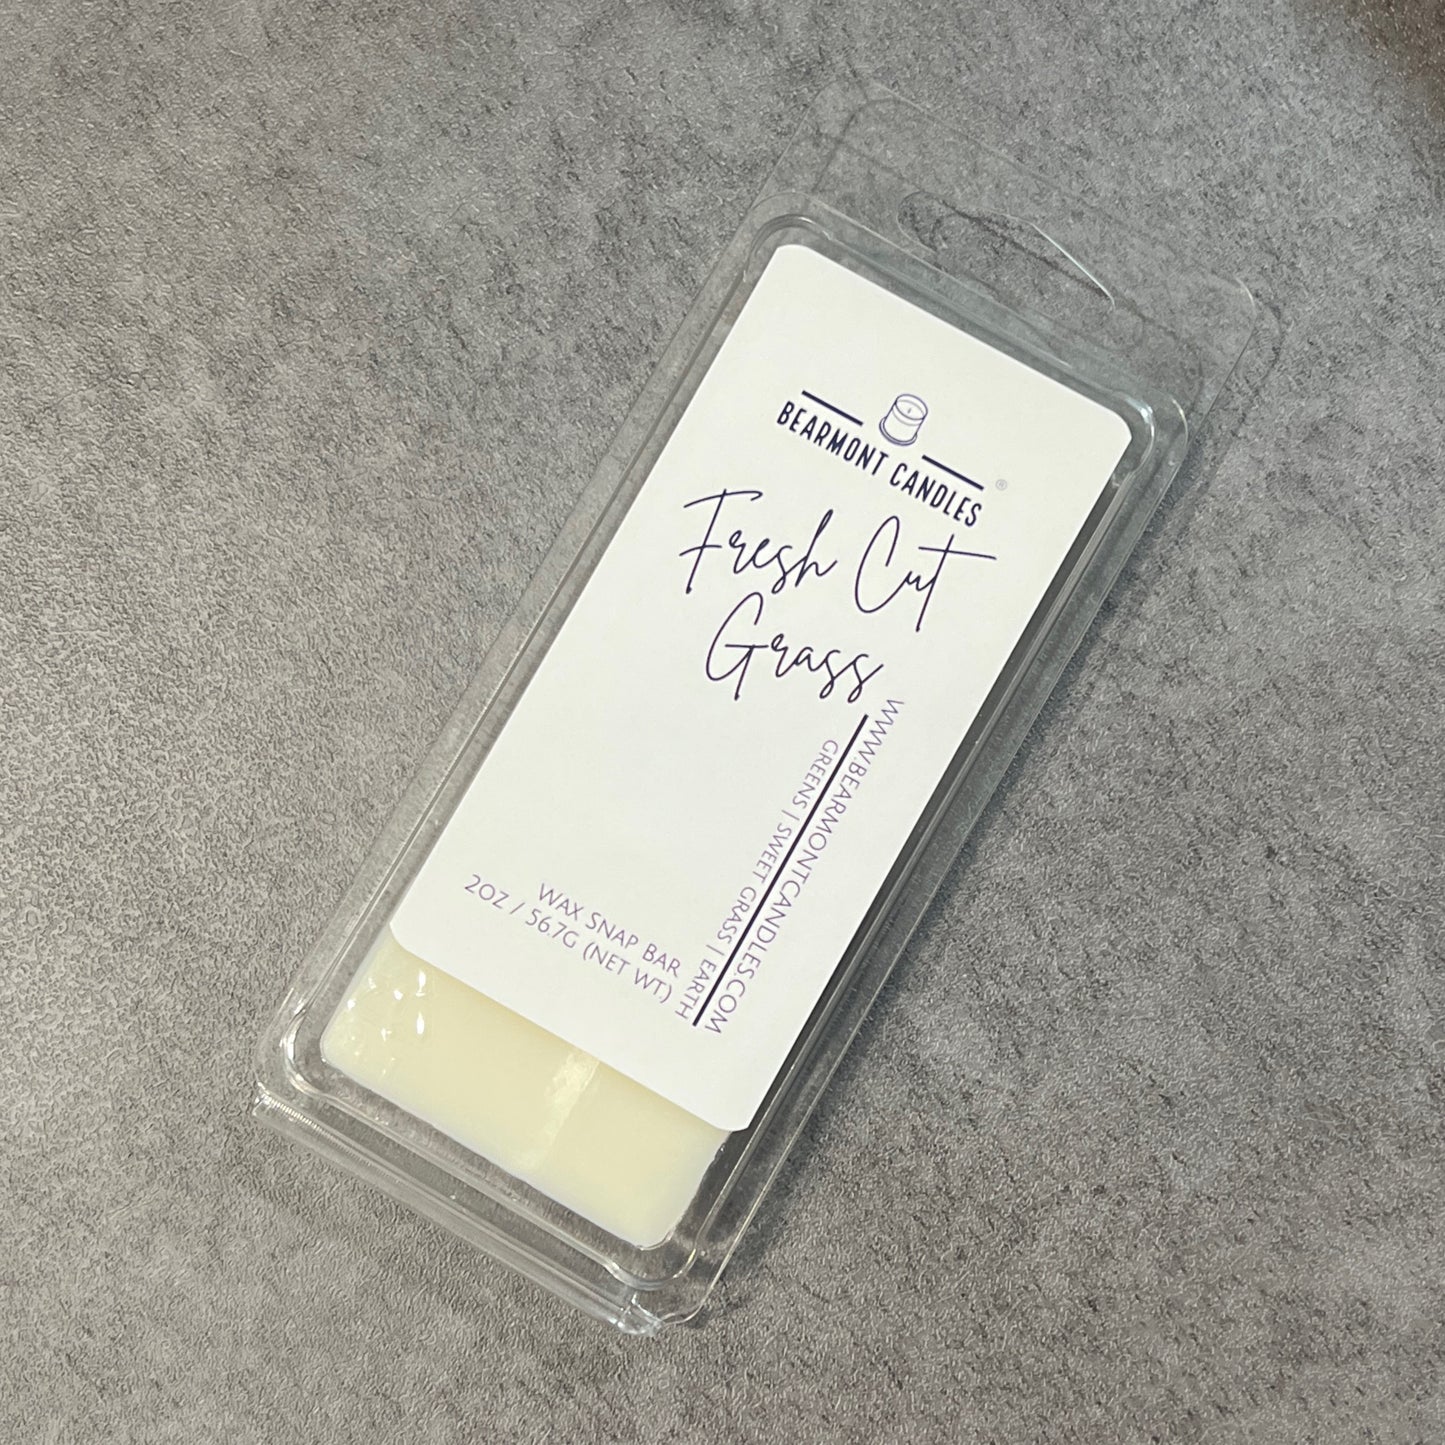 BEARMONT CANDLES ®
Fresh Cut
Grass
WWW.BEARMONTCANDLES.COM
GREENS | SWEET GRASS | EARTH
WAX SNAP BAR
2OZ / 56.7G (NET WT)